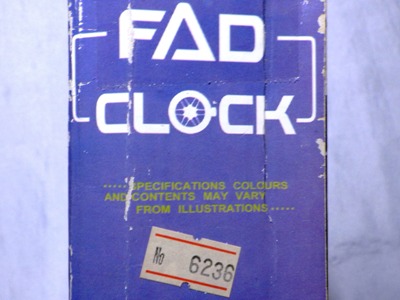 FAD
CLOCK
.....SPECIFICATIONS COLOURS
AND CONTENTS MAY VARY
FROM ILLUSTRATIONS.....
No 6236